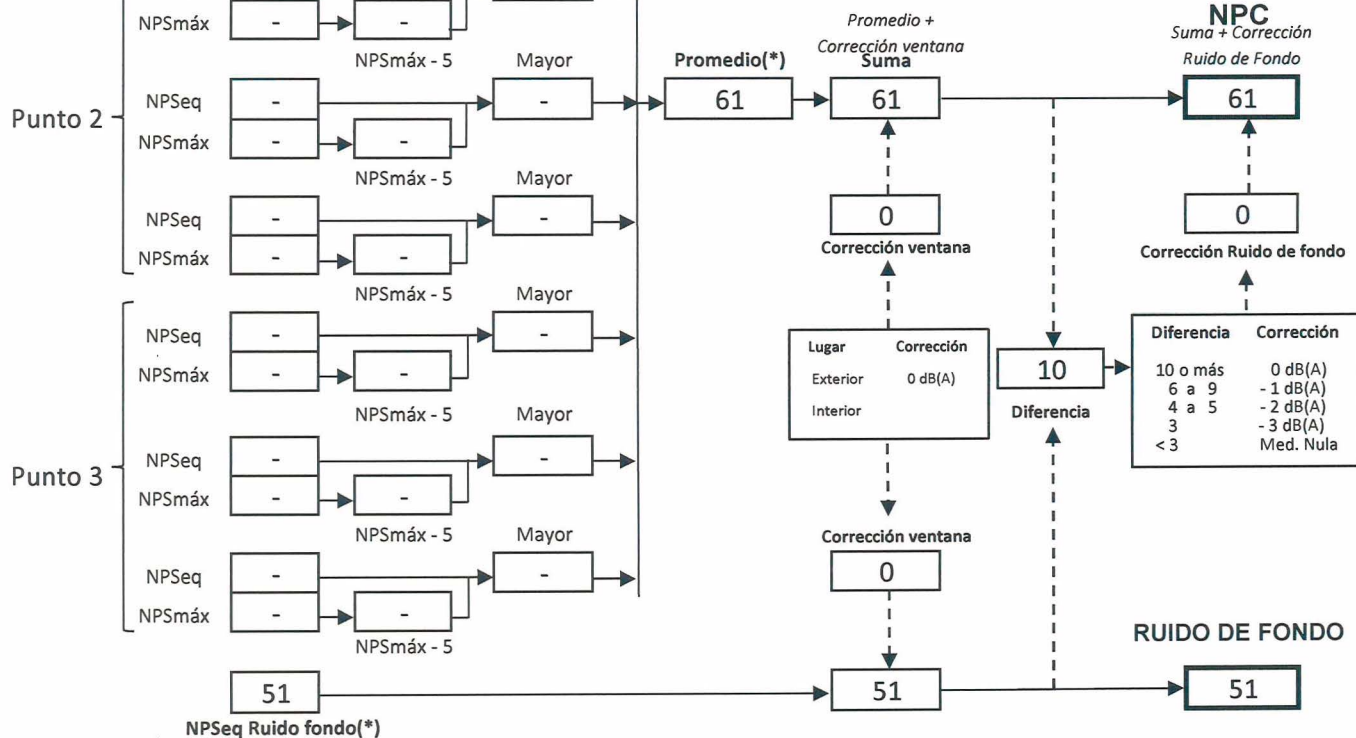 NPSmáx - -
NPSmáx - 5
Punto 2
Mayor
NPSeq - -
NPSmáx - -
NPSmáx - 5
Mayor
NPSeq - -
NPSmáx - -
NPSmáx - 5
Punto 3
Mayor
NPSeq - -
NPSmáx - -
NPSmáx - 5
Mayor
NPSeq - -
NPSmáx - -
NPSmáx - 5
Mayor
NPSeq - -
NPSmáx - -
NPSmáx - 5
51
NPSeq Ruido fondo(*)
Promedio(*)
61
Promedio +
Corrección ventana
Suma
61
0
Corrección ventana
Lugar Corrección
Exterior 0 dB(A)
Interior
Corrección ventana
0
51
10
Diferencia
NPC
Suma + Corrección
Ruido de Fondo
61
0
Corrección Ruido de fondo
Diferencia Corrección
10 o más 0 dB(A)
6 a 9 - 1 dB(A)
4 a 5 - 2 dB(A)
3 - 3 dB(A)
< 3 Med. Nula
RUIDO DE FONDO
51